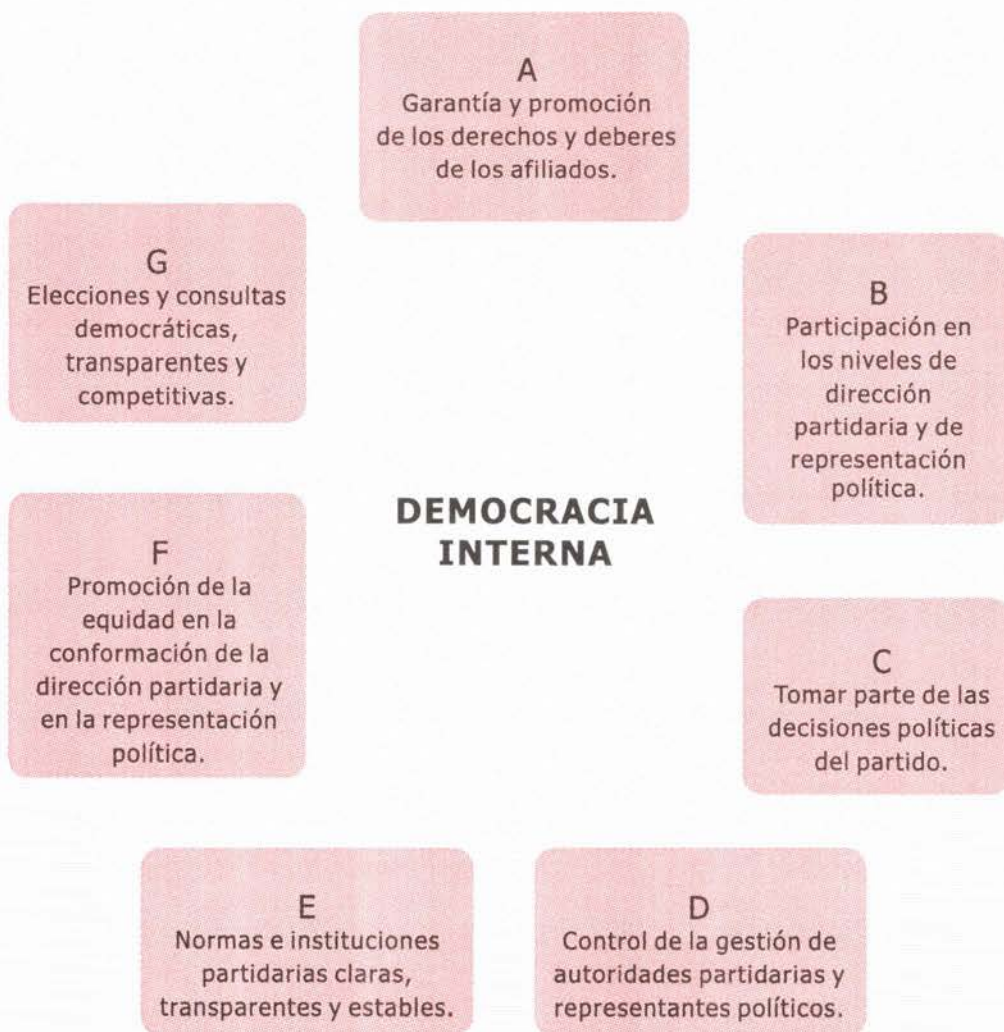 A
Garantía y promoción
de los derechos y deberes
de los afiliados.
B
Participación en
los niveles de
dirección
partidaria y de
representación
política.
C
Tomar parte de las
decisiones políticas
del partido.
D
Control de la gestión de
autoridades partidarias y
representantes políticos.
E
Normas e instituciones
partidarias claras,
transparentes y estables.
F
Promoción de la
equidad en la
conformación de la
dirección partidaria y
en la representación
política.
G
Elecciones y consultas
democráticas,
transparentes y
competitivas.
DEMOCRACIA
INTERNA